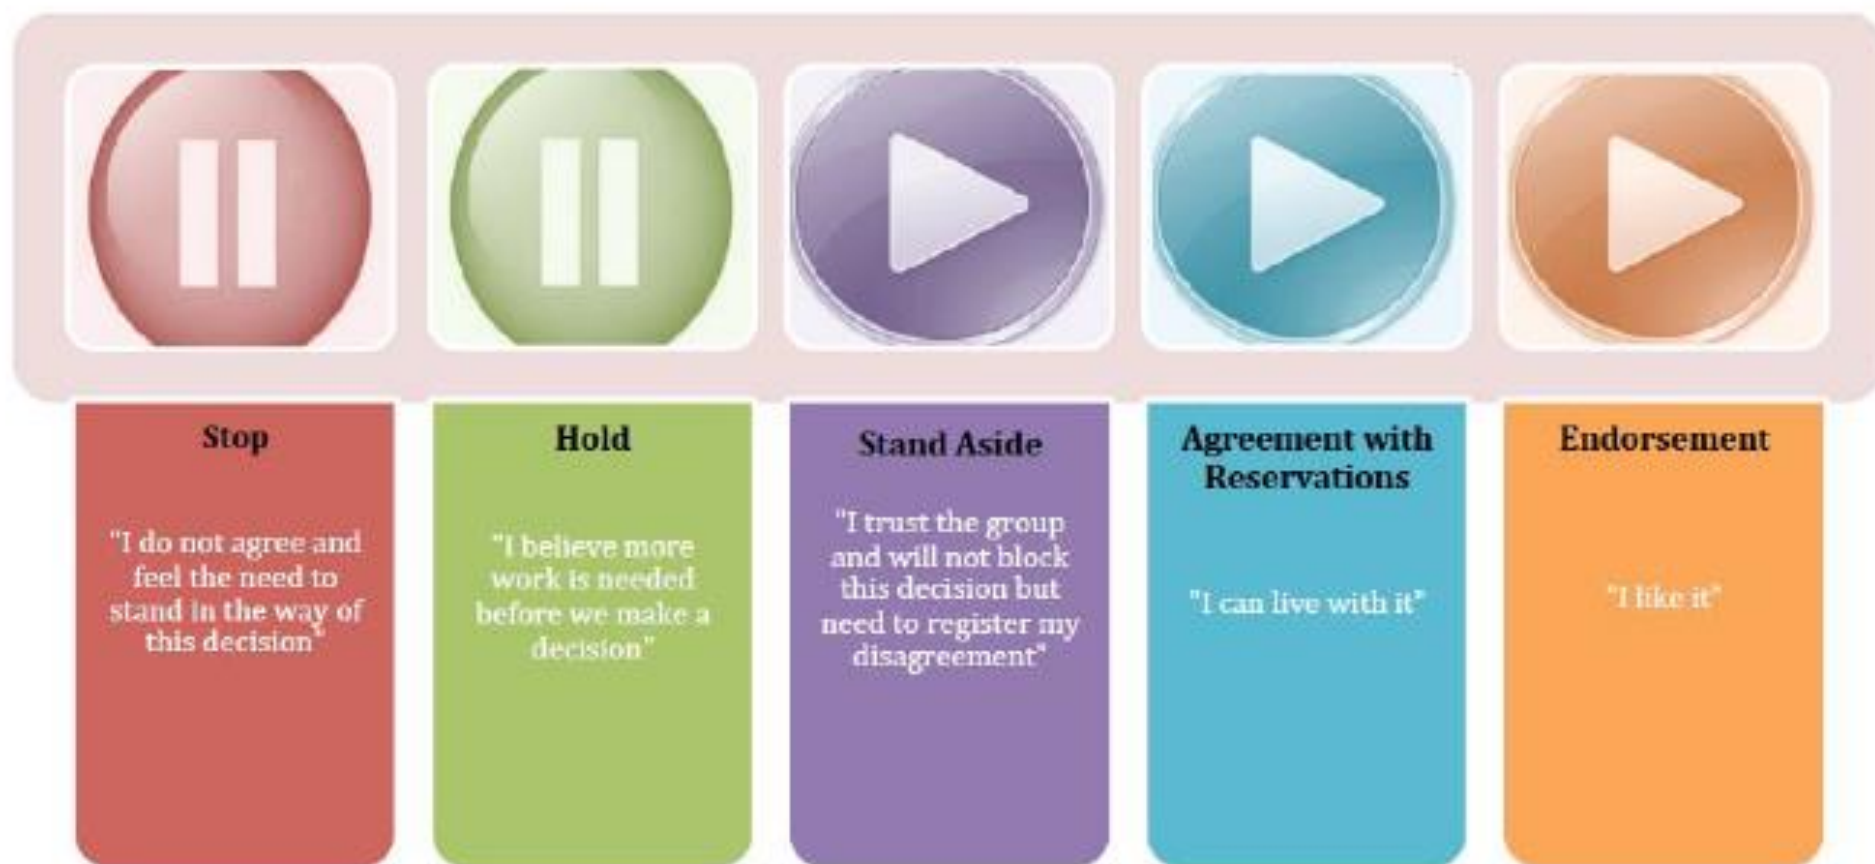 Stop
"I do not agree and
feel the need to
stand in the way of
this decision"
Hold
"I believe more
work is needed
before we make a
decision"
Stand Aside
"I trust the group
and will not block
this decision but
need to register my
disagreement"
Agreement with
Reservations
"I can live with it"
Endorsement
"I like it"